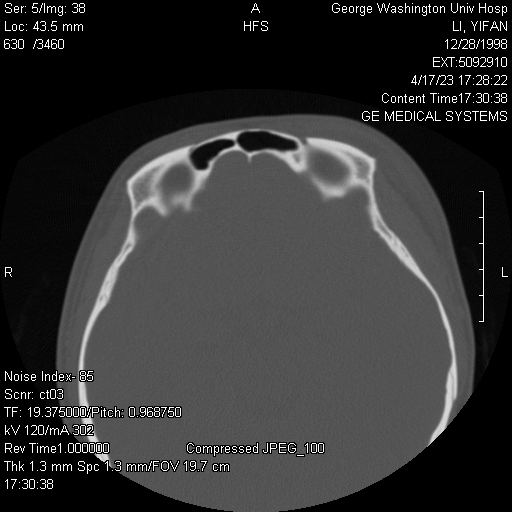 Ser: 5/Img: 38
Loc: 43.5 mm
630 /3460
A
HFS
George Washington Univ Hosp
LI, YIFAN
12/28/1998
EXT:5092910
4/17/23 17:28:22
Content Time17:30:38
GE MEDICAL SYSTEMS
R
L
Noise Index- 85
Scnr: ct03
TF: 19.375000/Pitch: 0.968750
kV 120/mA 302
Rev Time1.000000
Compressed JPEG_100
Thk 1.3 mm Spc 1.3 mm/FOV 19.7 cm
17:30:38